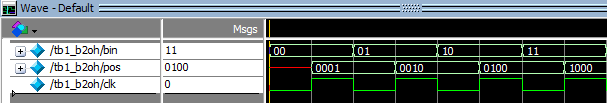 Wave - Default
Msgs
/tb1_b2oh/bin 11 00 01 10 11
/tb1_b2oh/pos 0100 0001 0010 0100 1000
/tb1_b2oh/clk 0